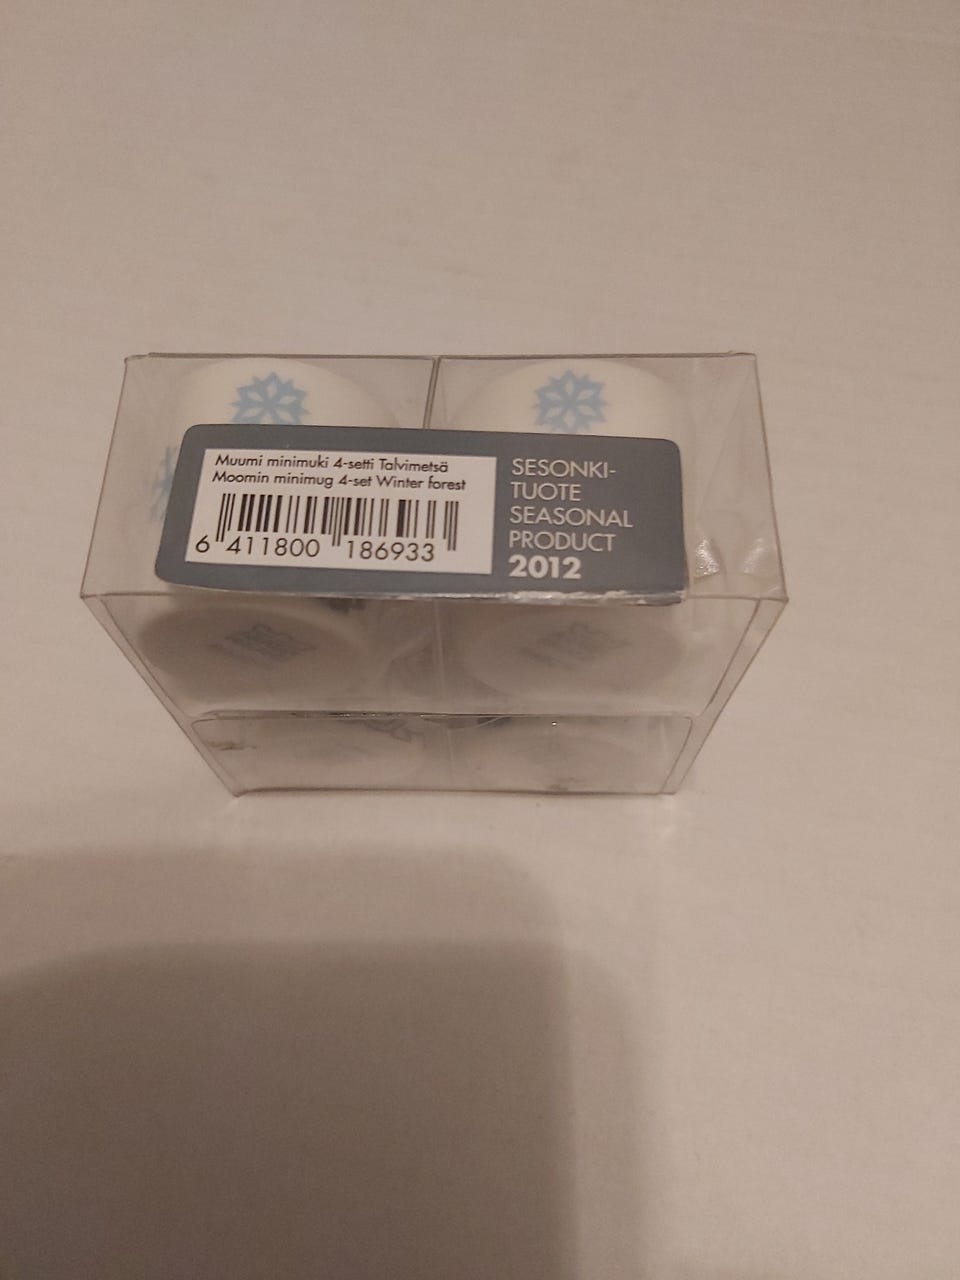 Muumi minimuki 4-setti Talvimetsä
Moomin minimug 4-set Winter forest
6 411800 186933
SESONKI-
TUOTE
SEASONAL
PRODUCT
2012